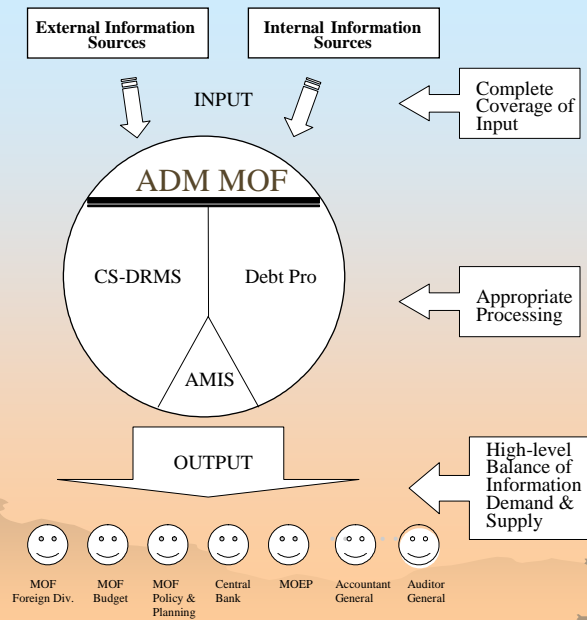 External Information
Sources
Internal Information
Sources
INPUT
Complete
Coverage of
Input
ADM MOF
CS-DRMS
Debt Pro
AMIS
Appropriate
Processing
OUTPUT
High-level
Balance of
Information
Demand &
Supply
MOF
Foreign Div.
MOF
Budget
MOF
Policy &
Planning
Central
Bank
MOEP
Accountant
General
Auditor
General